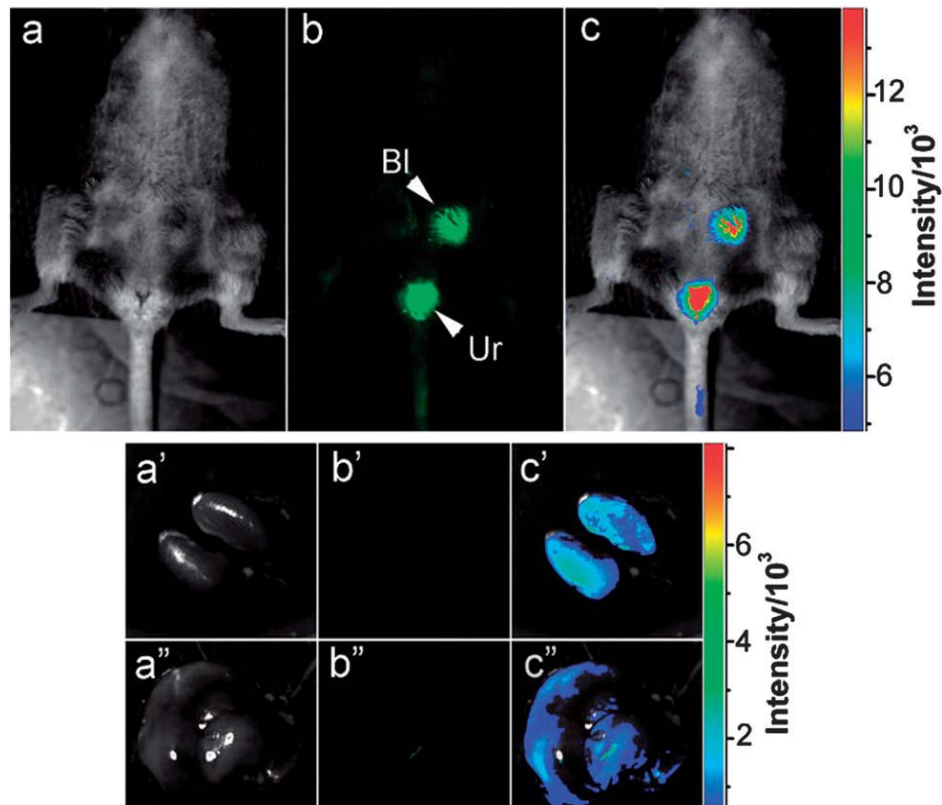 a
b
c
Bl
Ur
12
10
8
6
Intensity/10³
a'
b'
c'
6
4
2
Intensity/10³
a"
b"
c"